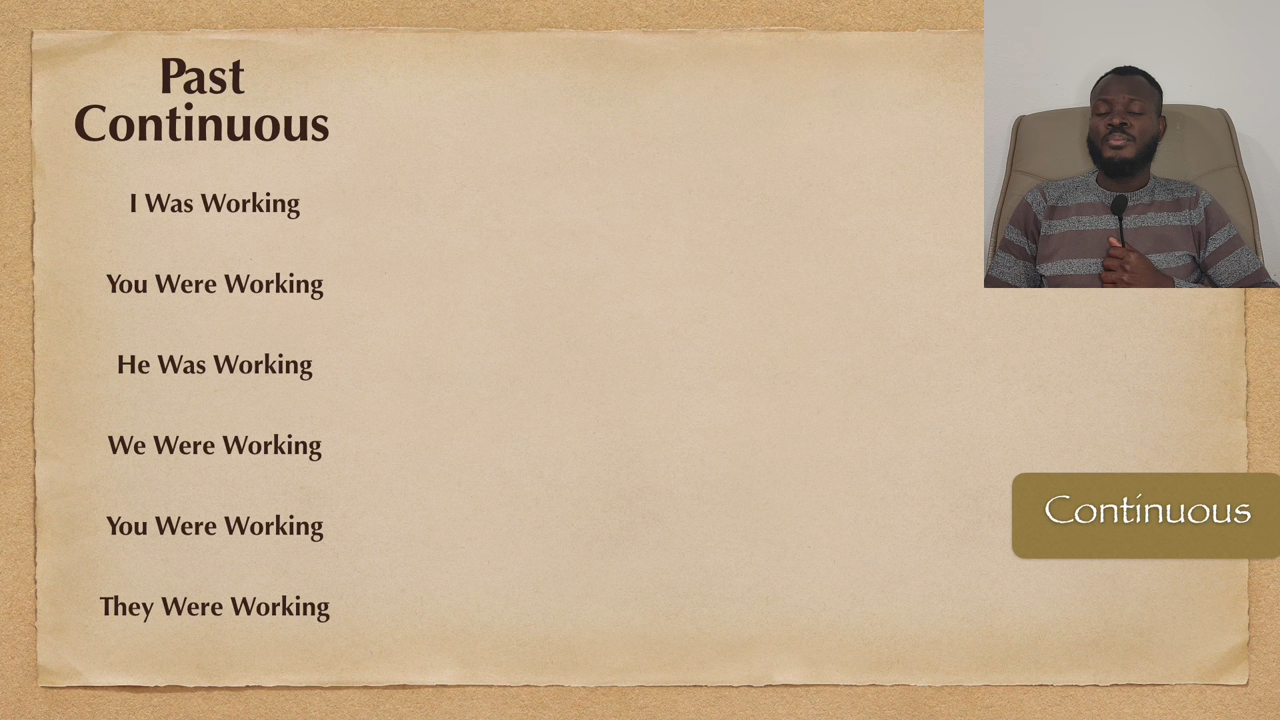 Past
Continuous
I Was Working
You Were Working
He Was Working
We Were Working
You Were Working
They Were Working
Continuous